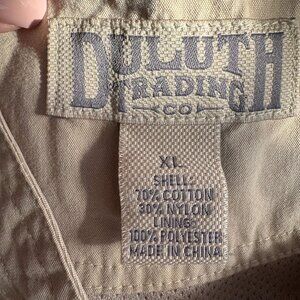 DULUTH
TRADING
CO
XL
SHELL:
70% COTTON
30% NYLON
LINING:
100% POLYESTER
MADE IN CHINA